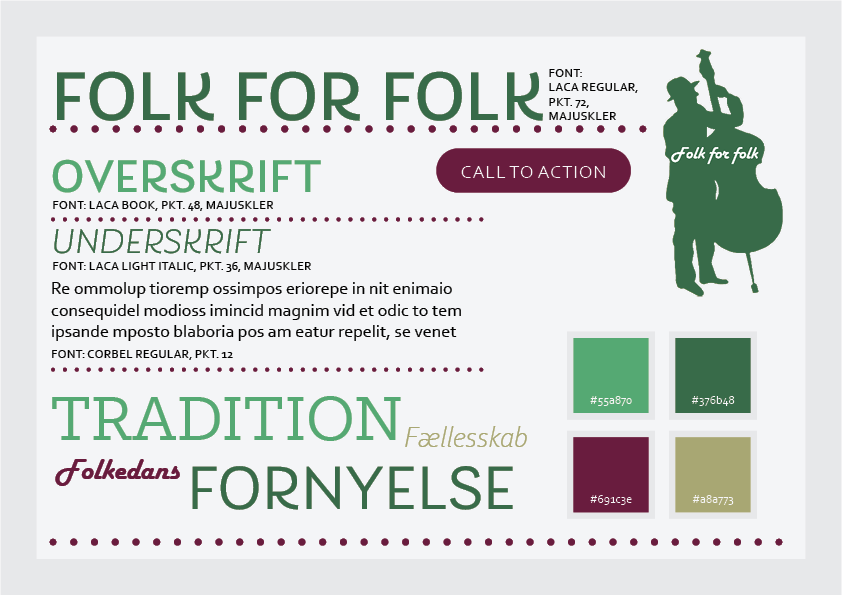 FOLK FOR FOLK
FONT:
LACA REGULAR,
PKT. 72,
MAJUSKLER
Folk for folk
OVERSKRIFT
FONT: LACA BOOK, PKT. 48, MAJUSKLER
CALL TO ACTION
UNDERSKRIFT
FONT: LACA LIGHT ITALIC, PKT. 36, MAJUSKLER
Re ommolup tioremp ossimpos eriorepe in nit enimaio
consequidel modioss imincid magnim vid et odic to tem
ipsande mposto blaboria pos am eatur repelit, se venet
FONT: CORBEL REGULAR, PKT. 12
TRADITION
Fællesskab
Folkedans
FORNYELSE
#55a870
#376b48
#691c3e
#a8a773